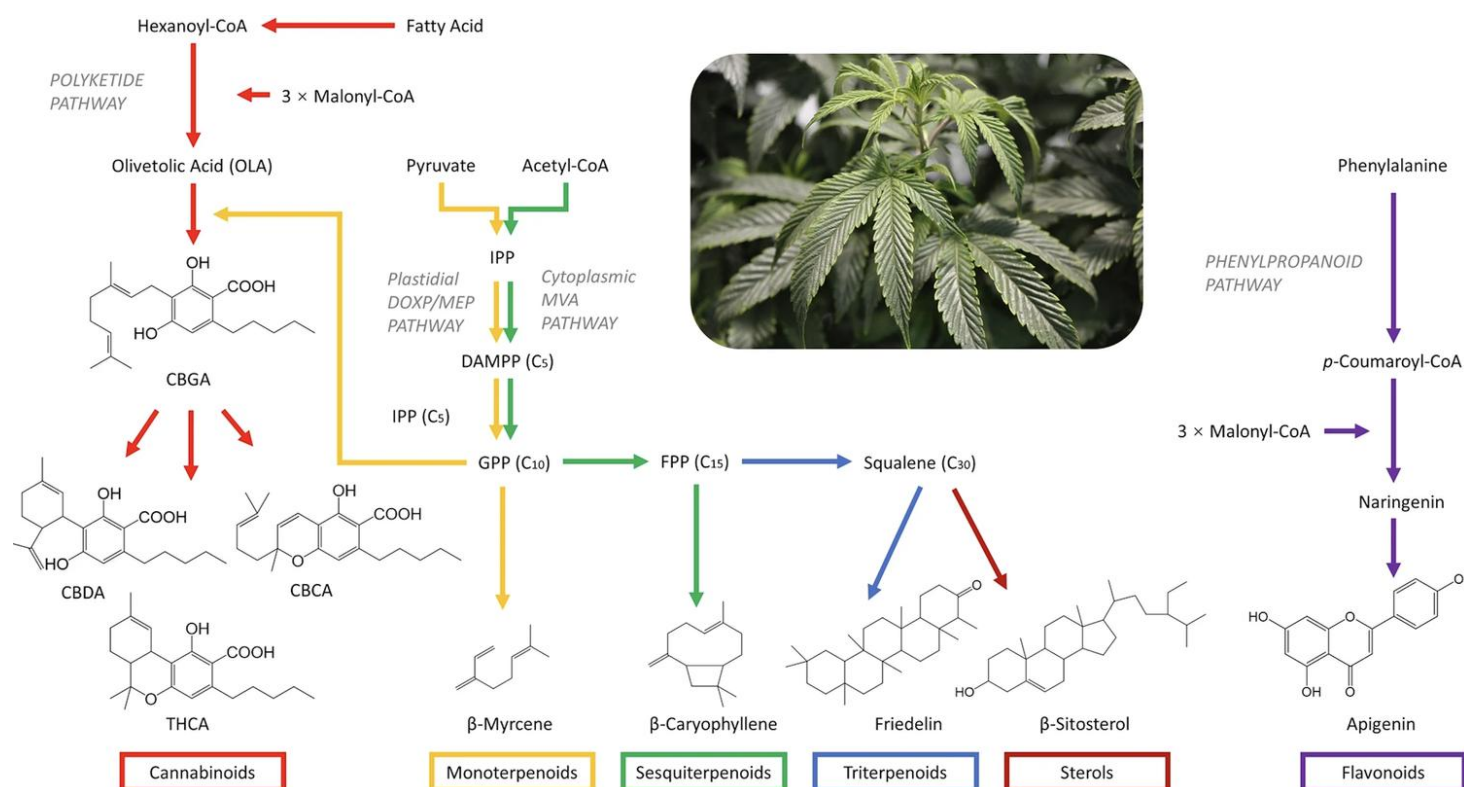 Hexanoyl-CoA
Fatty Acid
POLYKETIDE
PATHWAY
3 × Malonyl-CoA
Olivetolic Acid (OLA)
Pyruvate
Acetyl-CoA
Phenylalanine
IPP
OH
COOH
HO
CBGA
Plastidial
DOXP/MEP
PATHWAY
Cytoplasmic
MVA
PATHWAY
PHENYLPROPANOID
PATHWAY
DAMPP (C₅)
p-Coumaroyl-CoA
IPP (C₅)
3 × Malonyl-CoA
GPP (C₁₀)
FPP (C₁₅)
Squalene (C₃₀)
Naringenin
OH
COOH
HO
CBDA
OH
COOH
O
CBCA
OH
COOH
O
THCA
β-Myrcene
β-Caryophyllene
O
Friedelin
HO
β-Sitosterol
HO
O
OH
O
Apigenin
Cannabinoids
Monoterpenoids
Sesquiterpenoids
Triterpenoids
Sterols
Flavonoids